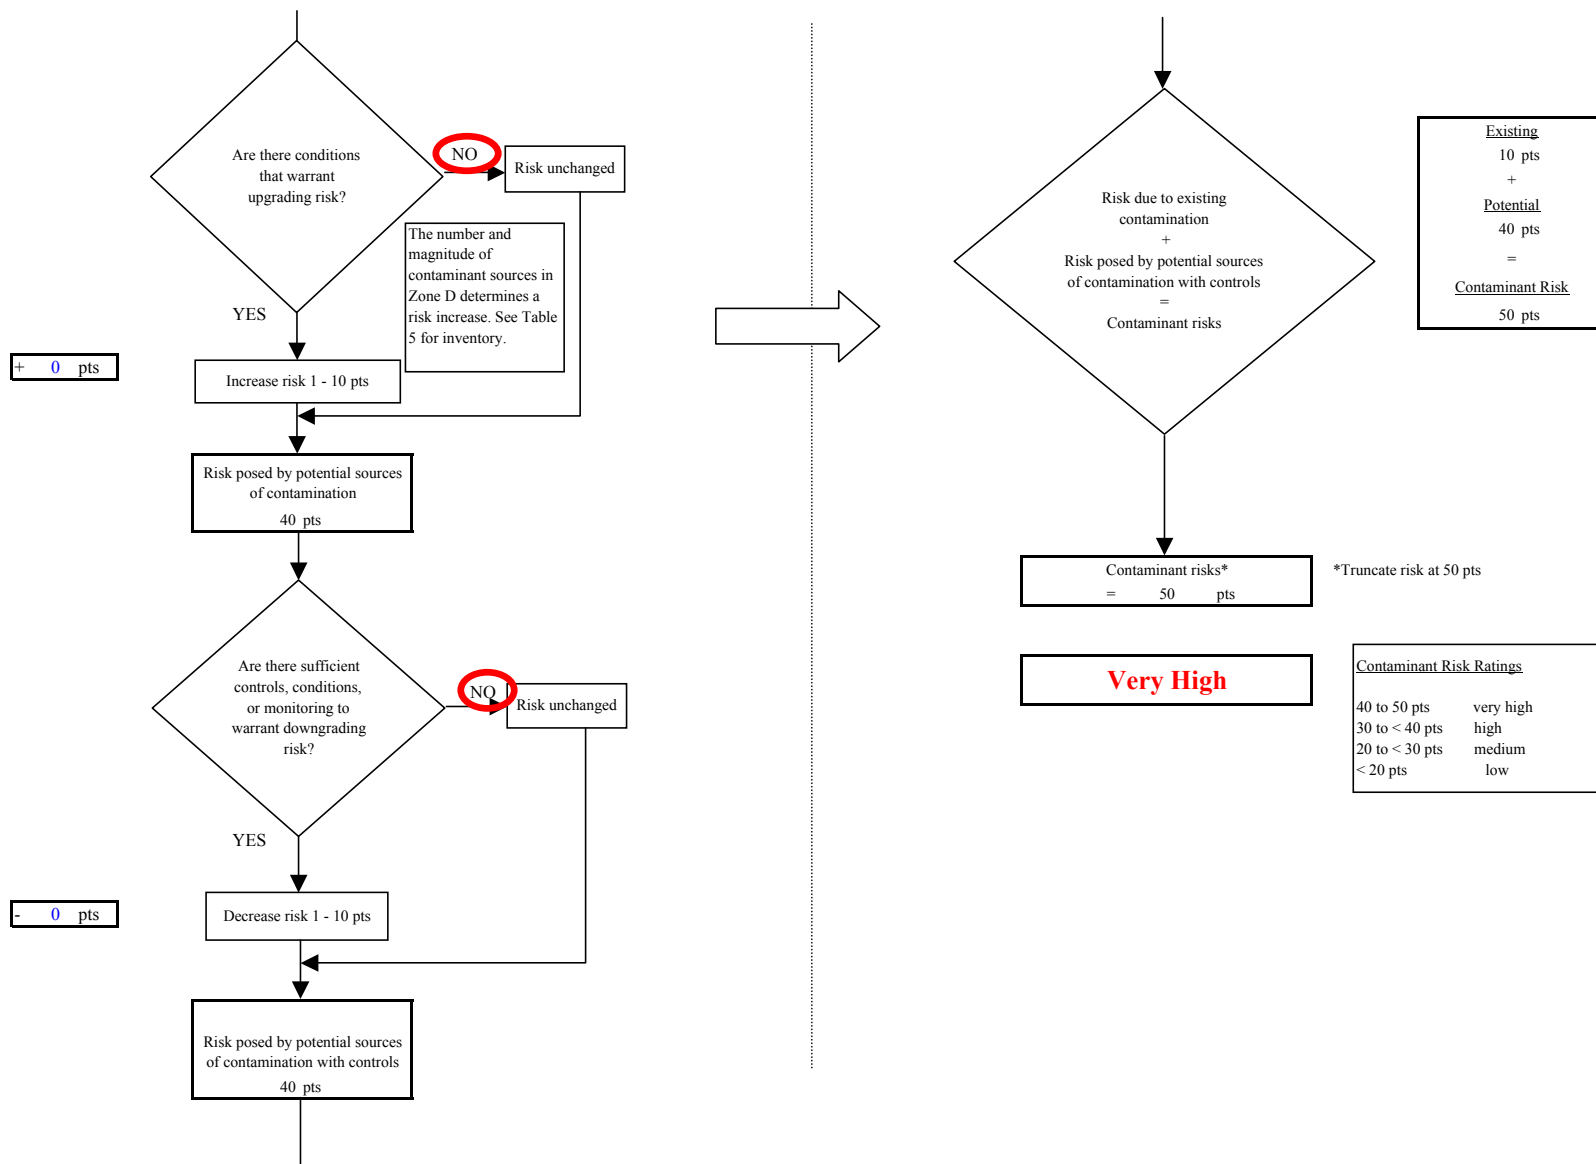 Are there conditions
that warrant
upgrading risk?
NO
Risk unchanged
The number and
magnitude of
contaminant sources in
Zone D determines a
risk increase. See Table
5 for inventory.
YES
+ 0 pts
Increase risk 1 - 10 pts
Risk posed by potential sources
of contamination
40 pts
Are there sufficient
controls, conditions,
or monitoring to
warrant downgrading
risk?
NO
Risk unchanged
YES
- 0 pts
Decrease risk 1 - 10 pts
Risk posed by potential sources
of contamination with controls
40 pts
Risk due to existing
contamination
+
Risk posed by potential sources
of contamination with controls
=
Contaminant risks
Existing
10 pts
+
Potential
40 pts
=
Contaminant Risk
50 pts
Contaminant risks*
= 50 pts
*Truncate risk at 50 pts
Very High
Contaminant Risk Ratings
40 to 50 pts very high
30 to < 40 pts high
20 to < 30 pts medium
< 20 pts low